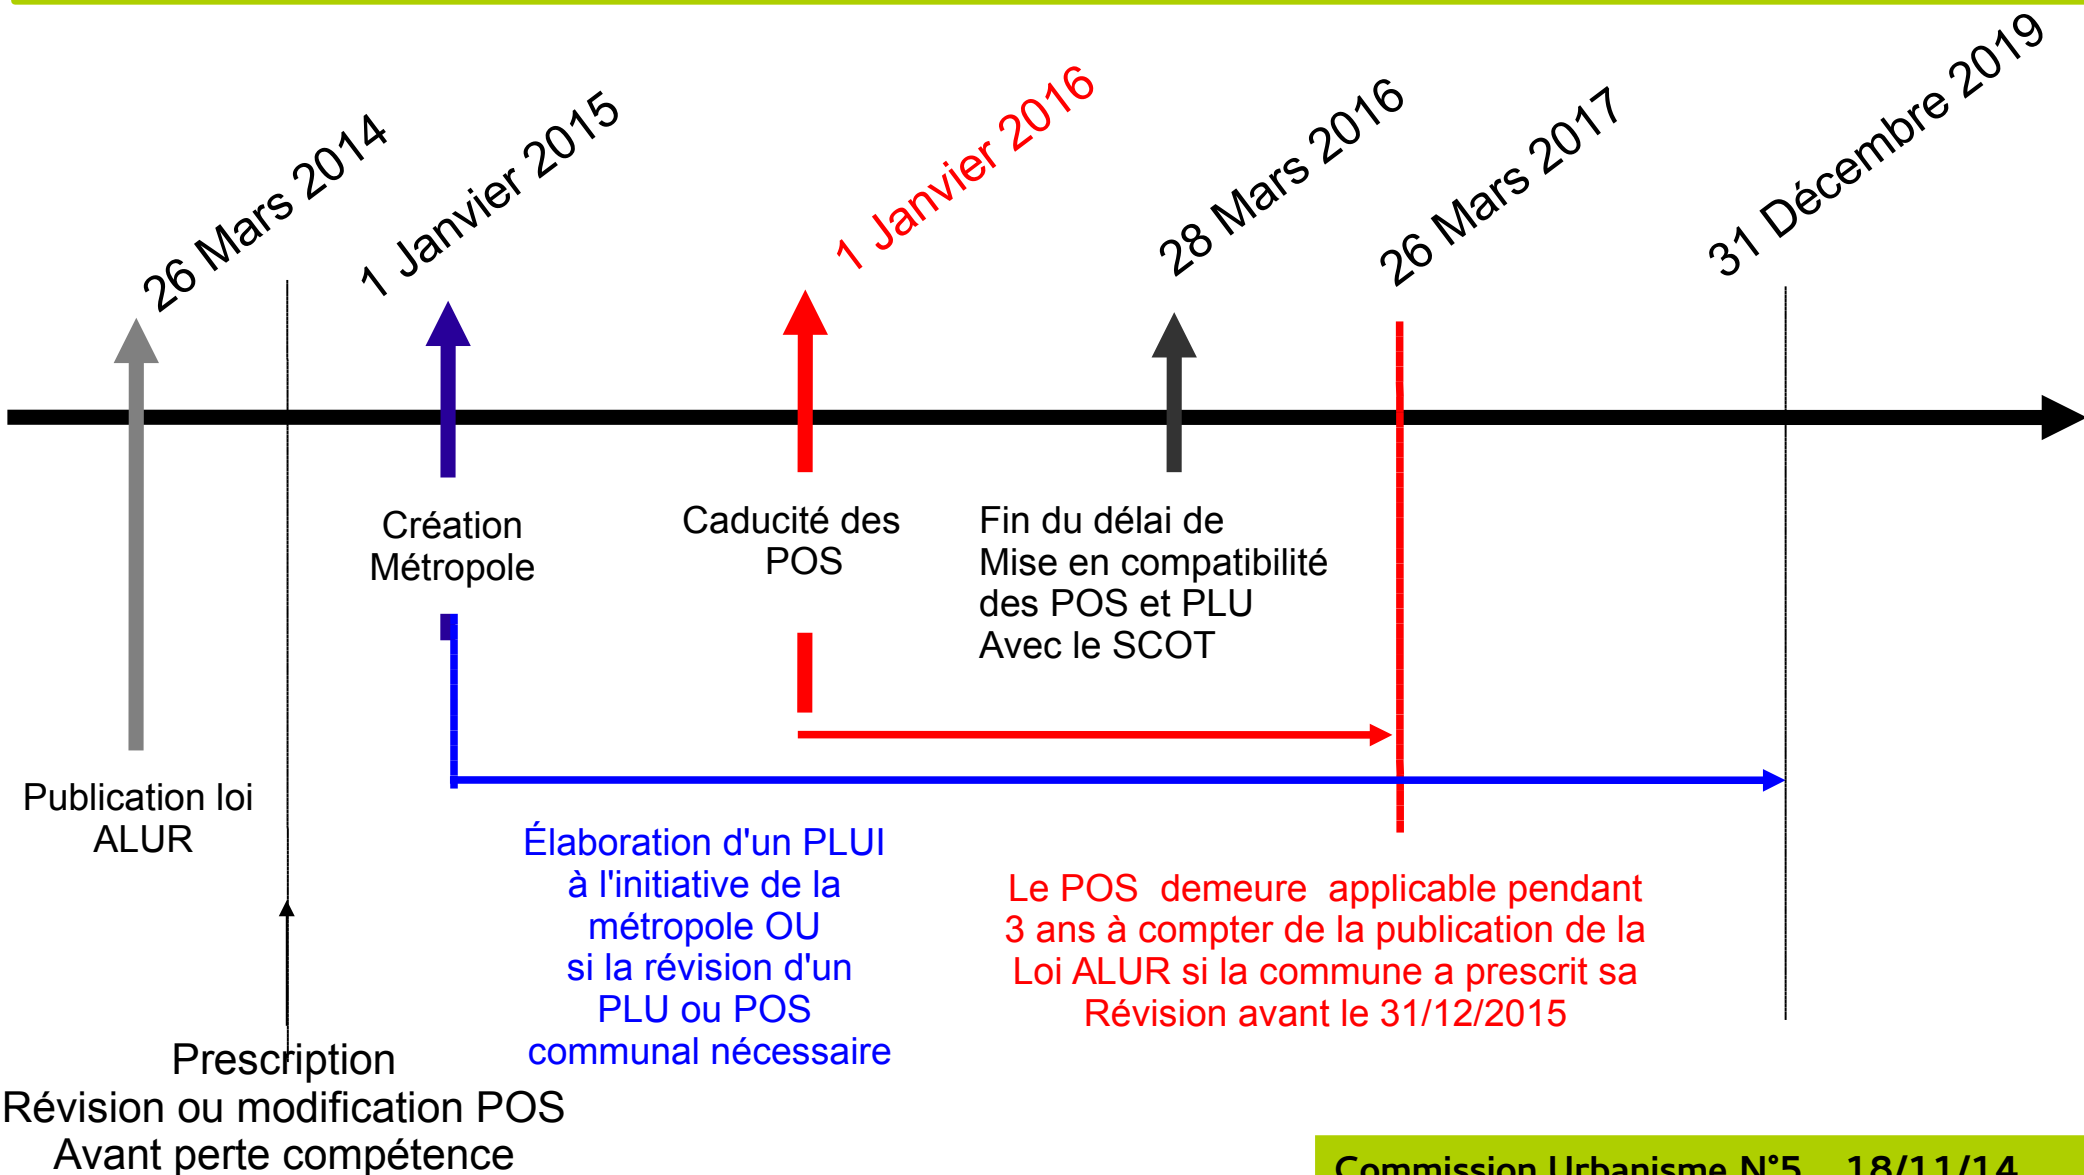 26 Mars 2014
1 Janvier 2015
1 Janvier 2016
28 Mars 2016
26 Mars 2017
31 Décembre 2019
Création
Métropole
Caducité des
POS
Fin du délai de
Mise en compatibilité
des POS et PLU
Avec le SCOT
Publication loi
ALUR
Élaboration d'un PLUI
à l'initiative de la
métropole OU
si la révision d'un
PLU ou POS
communal nécessaire
Le POS demeure applicable pendant
3 ans à compter de la publication de la
Loi ALUR si la commune a prescrit sa
Révision avant le 31/12/2015
Prescription
Révision ou modification POS
Avant perte compétence
Commission Urbanisme N°5 18/11/14